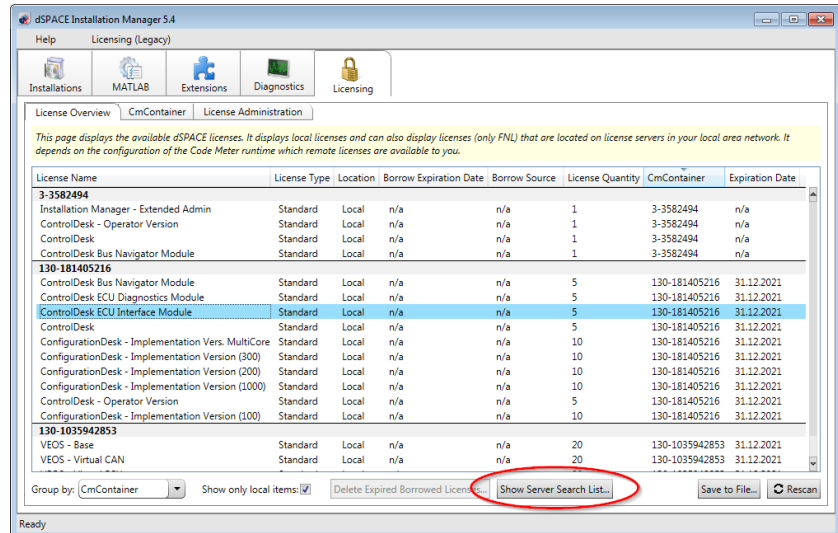 dSPACE Installation Manager 5.4
Help Licensing (Legacy)
Installations MATLAB Extensions Diagnostics Licensing
License Overview CmContainer License Administration
This page displays the available dSPACE licenses. It displays local licenses and can also display licenses (only FNL) that are located on license servers in your local area network. It
depends on the configuration of the Code Meter runtime which remote licenses are available to you.
License Name License Type Location Borrow Expiration Date Borrow Source License Quantity CmContainer Expiration Date
3-3582494
Installation Manager - Extended Admin Standard Local n/a n/a 1 3-3582494 n/a
ControlDesk - Operator Version Standard Local n/a n/a 1 3-3582494 n/a
ControlDesk Standard Local n/a n/a 1 3-3582494 n/a
ControlDesk Bus Navigator Module Standard Local n/a n/a 1 3-3582494 n/a
130-181405216
ControlDesk Bus Navigator Module Standard Local n/a n/a 5 130-181405216 31.12.2021
ControlDesk ECU Diagnostics Module Standard Local n/a n/a 5 130-181405216 31.12.2021
ControlDesk ECU Interface Module Standard Local n/a n/a 5 130-181405216 31.12.2021
ControlDesk Standard Local n/a n/a 5 130-181405216 31.12.2021
ConfigurationDesk - Implementation Vers. MultiCore Standard Local n/a n/a 10 130-181405216 31.12.2021
ConfigurationDesk - Implementation Version (300) Standard Local n/a n/a 10 130-181405216 31.12.2021
ConfigurationDesk - Implementation Version (200) Standard Local n/a n/a 10 130-181405216 31.12.2021
ConfigurationDesk - Implementation Version (1000) Standard Local n/a n/a 10 130-181405216 31.12.2021
ControlDesk - Operator Version Standard Local n/a n/a 5 130-181405216 31.12.2021
ConfigurationDesk - Implementation Version (100) Standard Local n/a n/a 10 130-181405216 31.12.2021
130-1035942853
VEOS - Base Standard Local n/a n/a 20 130-1035942853 31.12.2021
VEOS - Virtual CAN Standard Local n/a n/a 20 130-1035942853 31.12.2021
Group by: CmContainer Show only local items: Delete Expired Borrowed Licenses... Show Server Search List... Save to File... Rescan
Ready